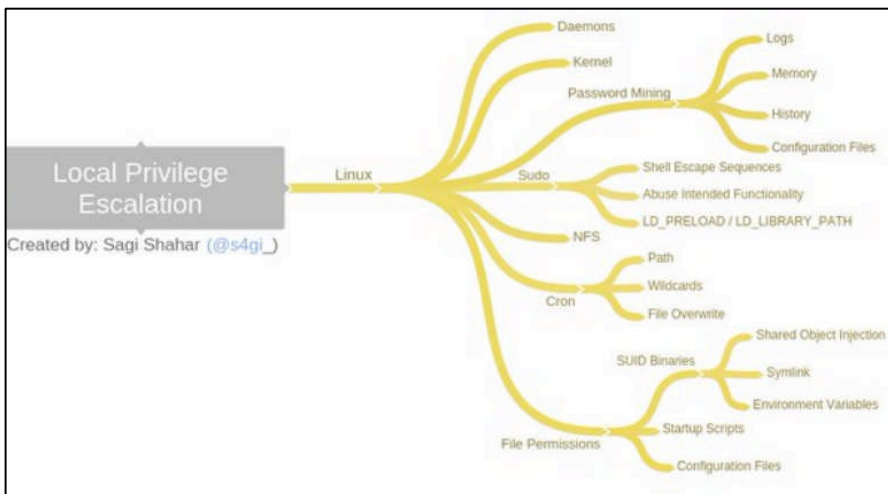 Local Privilege
Escalation
Created by: Sagi Shahar (@s4gi_)
Linux
Daemons
Kernel
Password Mining
Logs
Memory
History
Configuration Files
Sudo
Shell Escape Sequences
Abuse Intended Functionality
LD_PRELOAD / LD_LIBRARY_PATH
NFS
Cron
Path
Wildcards
File Overwrite
File Permissions
SUID Binaries
Shared Object Injection
Symlink
Environment Variables
Startup Scripts
Configuration Files